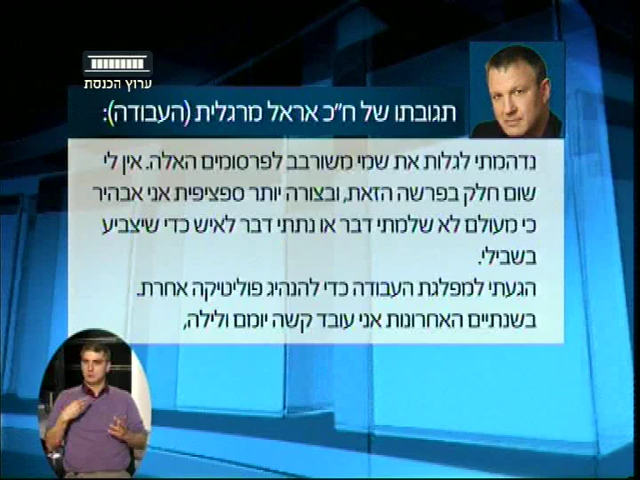 ערוץ הכנסת
תגובתו של ח"כ אראל מרגלית (העבודה):
נדהמתי לגלות את שמי משורבב לפרסומים האלה. אין לי
שום חלק בפרשה הזאת, ובצורה יותר ספציפית אני אבהיר
כי מעולם לא שלמתי דבר או נתתי דבר לאיש כדי שיצביע
בשבילי.
הגעתי למפלגת העבודה כדי להנהיג פוליטיקה אחרת.
בשנתיים האחרונות אני עובד קשה יומם ולילה,